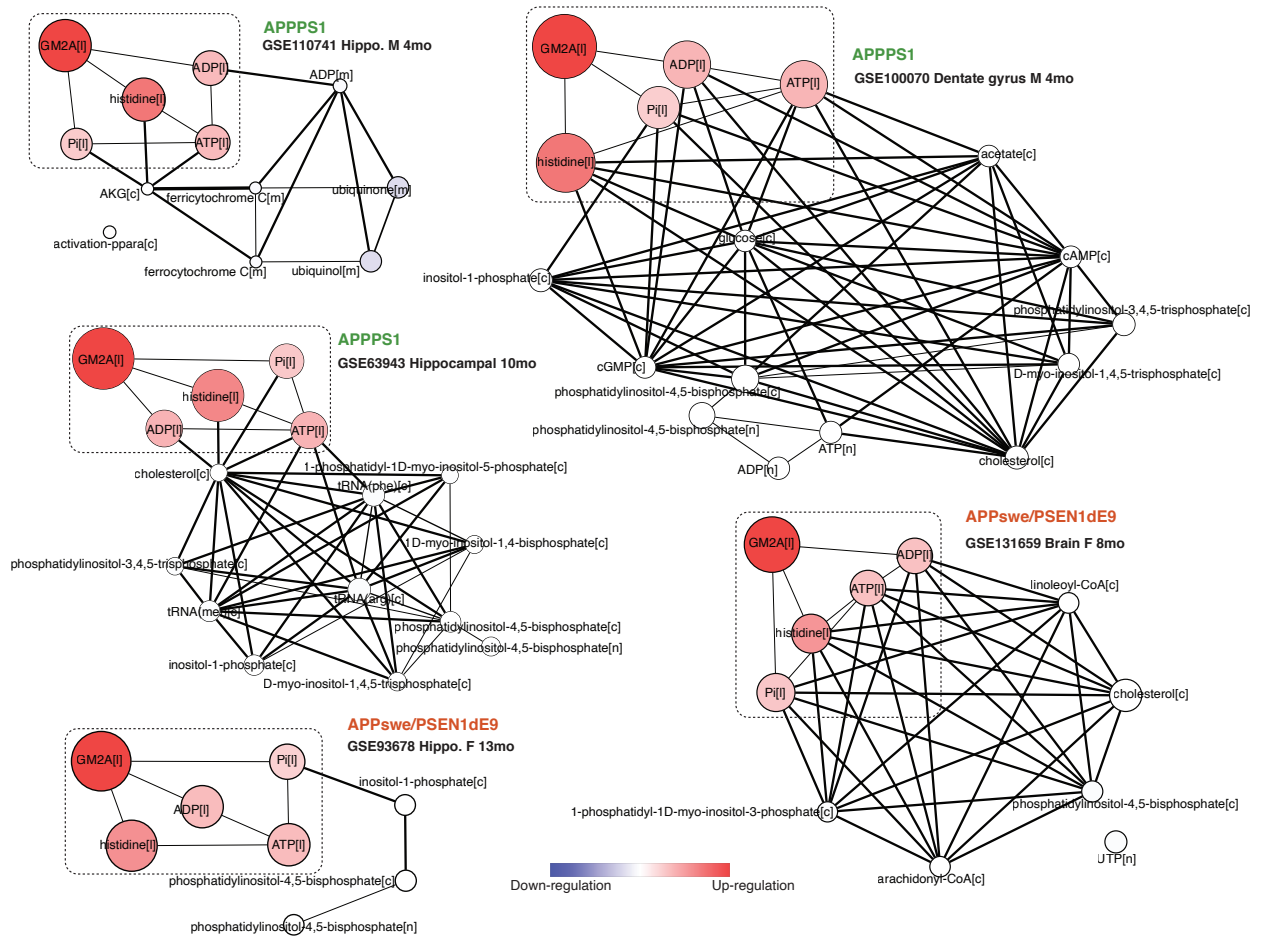 APPPS1
GSE110741 Hippo. M 4mo
GM2A[l]
ADP[l]
ADP[m]
histidine[l]
Pi[l]
ATP[l]
AKG[c]
ferricytochrome C[m]
ubiquinone[m]
activation-ppara[c]
ferrocytochrome C[m]
ubiquinol[m]
APPPS1
GSE100070 Dentate gyrus M 4mo
GM2A[l]
ADP[l]
ATP[l]
Pi[l]
histidine[l]
acetate[c]
glucose[c]
cAMP[c]
inositol-1-phosphate[c]
phosphatidylinositol-3,4,5-trisphosphate[c]
cGMP[c]
D-myo-inositol-1,4,5-trisphosphate[c]
phosphatidylinositol-4,5-bisphosphate[c]
phosphatidylinositol-4,5-bisphosphate[n]
ATP[n]
ADP[n]
cholesterol[c]
APPPS1
GSE63943 Hippocampal 10mo
GM2A[l]
Pi[l]
histidine[l]
ADP[l]
ATP[l]
cholesterol[c]
1-phosphatidyl-1D-myo-inositol-5-phosphate[c]
tRNA(phe)[c]
1D-myo-inositol-1,4-bisphosphate[c]
phosphatidylinositol-3,4,5-trisphosphate[c]
tRNA(arg)[c]
tRNA(met)[c]
phosphatidylinositol-4,5-bisphosphate[c]
phosphatidylinositol-4,5-bisphosphate[n]
inositol-1-phosphate[c]
D-myo-inositol-1,4,5-trisphosphate[c]
APPswe/PSEN1dE9
GSE131659 Brain F 8mo
GM2A[l]
ADP[l]
ATP[l]
linoleoyl-CoA[c]
histidine[l]
Pi[l]
cholesterol[c]
1-phosphatidyl-1D-myo-inositol-3-phosphate[c]
phosphatidylinositol-4,5-bisphosphate[c]
UTP[n]
arachidonyl-CoA[c]
APPswe/PSEN1dE9
GSE93678 Hippo. F 13mo
GM2A[l]
Pi[l]
ADP[l]
inositol-1-phosphate[c]
histidine[l]
ATP[l]
phosphatidylinositol-4,5-bisphosphate[c]
phosphatidylinositol-4,5-bisphosphate[n]
Down-regulation
Up-regulation